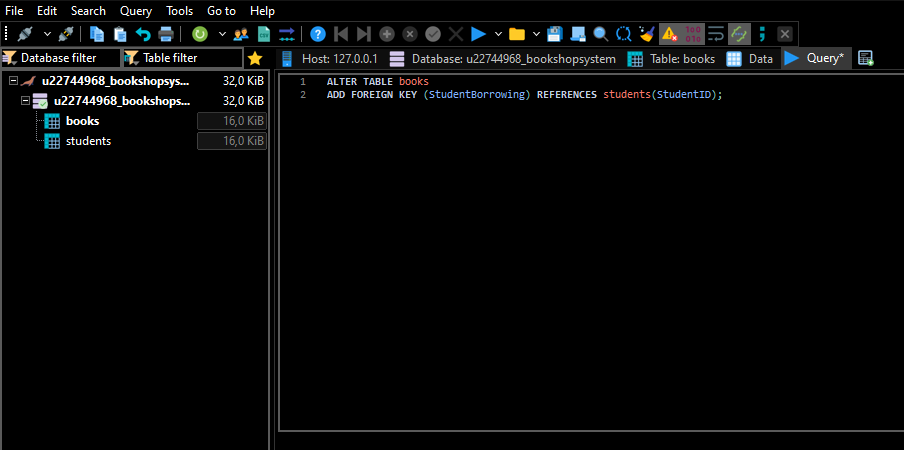 File Edit Search Query Tools Go to Help
Database filter Table filter
Host: 127.0.0.1 Database: u22744968_bookshopsystem Table: books Data Query*
u22744968_bookshopsys... 32,0 KiB
u22744968_bookshops... 32,0 KiB
books 16,0 KiB
students 16,0 KiB
1 ALTER TABLE books
2 ADD FOREIGN KEY (StudentBorrowing) REFERENCES students(StudentID);